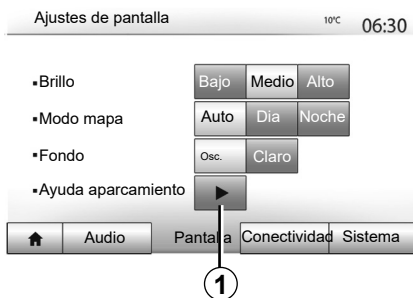 Ajustes de pantalla 10°C 06:30
▪Brillo Bajo Medio Alto
▪Modo mapa Auto Dia Noche
▪Fondo Osc. Claro
▪Ayuda aparcamiento
Audio Pantalla Conectividad Sistema
1